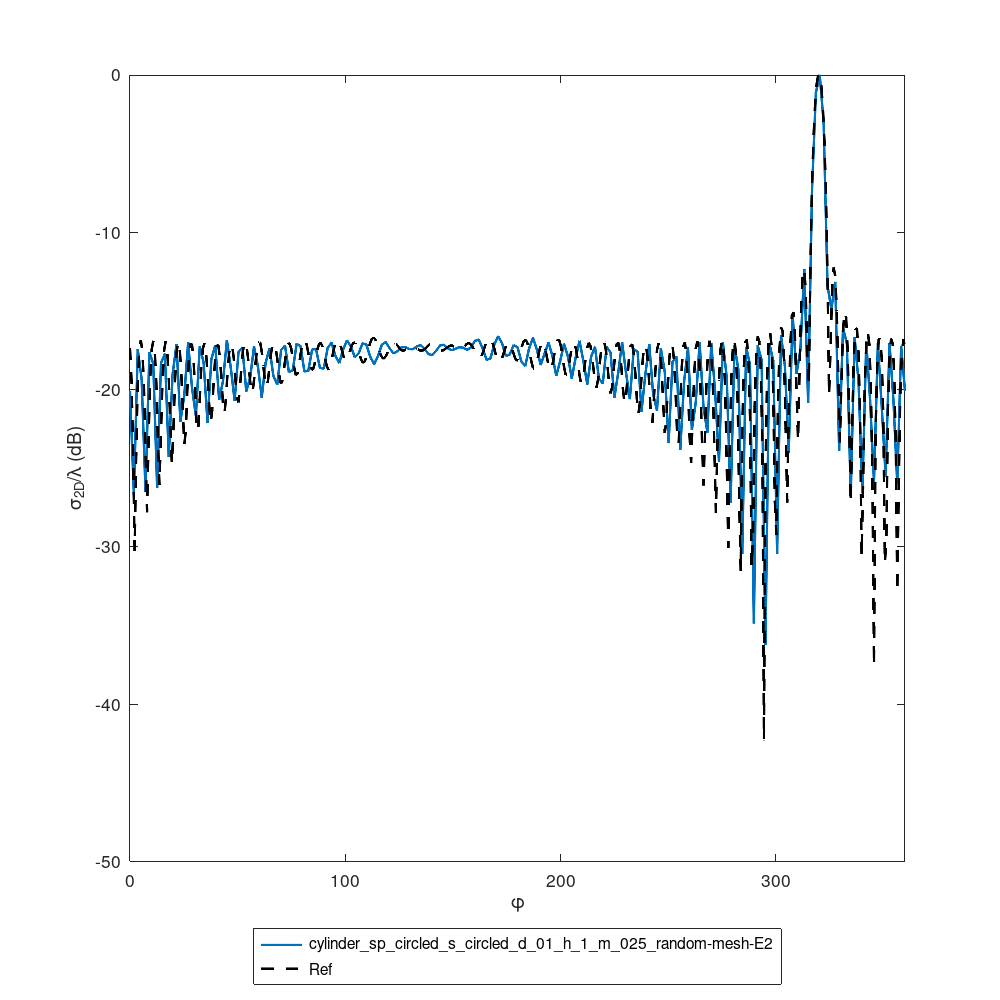 0
-10
-20
-30
-40
-50
σ2D/λ (dB)
0 100 200 300
φ
cylinder_sp_circled_s_circled_d_01_h_1_m_025_random-mesh-E2
Ref